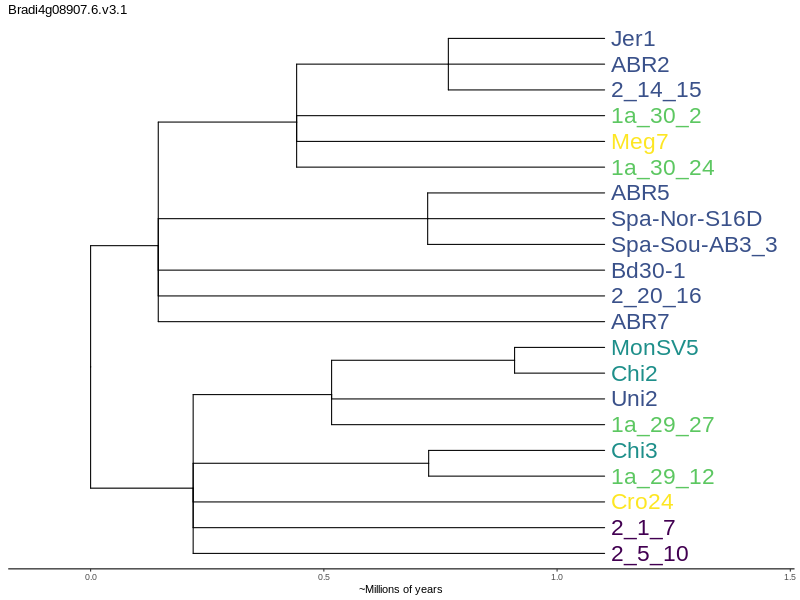 Bradi4g08907.6.v3.1
Jer1
ABR2
2_14_15
1a_30_2
Meg7
1a_30_24
ABR5
Spa-Nor-S16D
Spa-Sou-AB3_3
Bd30-1
2_20_16
ABR7
MonSV5
Chi2
Uni2
1a_29_27
Chi3
1a_29_12
Cro24
2_1_7
2_5_10
0.0 0.5 1.0 1.5
~Millions of years